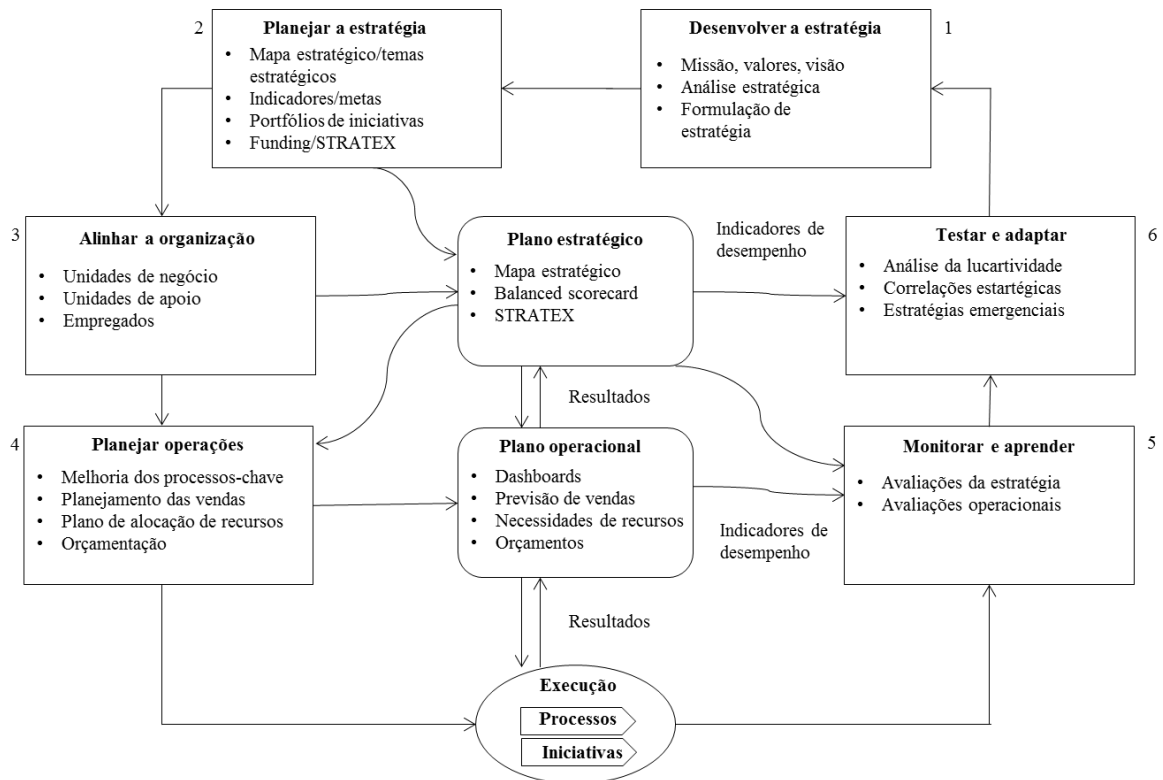 2
Planejar a estratégia
• Mapa estratégico/temas
estratégicos
• Indicadores/metas
• Portfólios de iniciativas
• Funding/STRATEX
Desenvolver a estratégia
1
• Missão, valores, visão
• Análise estratégica
• Formulação de
estratégia
3
Alinhar a organização
• Unidades de negócio
• Unidades de apoio
• Empregados
Plano estratégico
• Mapa estratégico
• Balanced scorecard
• STRATEX
Indicadores de
desempenho
Testar e adaptar
6
• Análise da lucartividade
• Correlações estartégicas
• Estratégias emergenciais
Resultados
4
Planejar operações
• Melhoria dos processos-chave
• Planejamento das vendas
• Plano de alocação de recursos
• Orçamentação
Plano operacional
• Dashboards
• Previsão de vendas
• Necessidades de recursos
• Orçamentos
Indicadores de
desempenho
Monitorar e aprender
5
• Avaliações da estratégia
• Avaliações operacionais
Resultados
Execução
Processos
Iniciativas